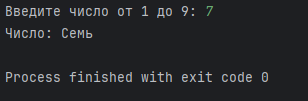 Введите число от 1 до 9: 7
Число: Семь
Process finished with exit code 0